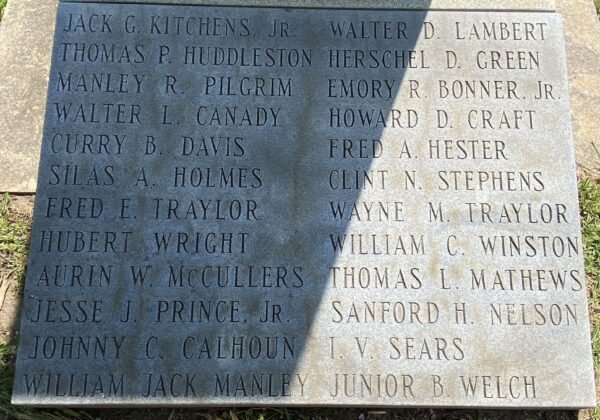 JACK G. KITCHENS, JR.
THOMAS P. HUDDLESTON
MANLEY R. PILGRIM
WALTER L. CANADY
CURRY B. DAVIS
SILAS A. HOLMES
FRED E. TRAYLOR
HUBERT WRIGHT
AURIN W. McCULLERS
JESSE J. PRINCE, JR.
JOHNNY C. CALHOUN
WILLIAM JACK MANLEY
WALTER D. LAMBERT
HERSCHEL D. GREEN
EMORY R. BONNER, JR.
HOWARD D. CRAFT
FRED A. HESTER
CLINT N. STEPHENS
WAYNE M. TRAYLOR
WILLIAM C. WINSTON
THOMAS L. MATHEWS
SANFORD H. NELSON
I. V. SEARS
JUNIOR B. WELCH